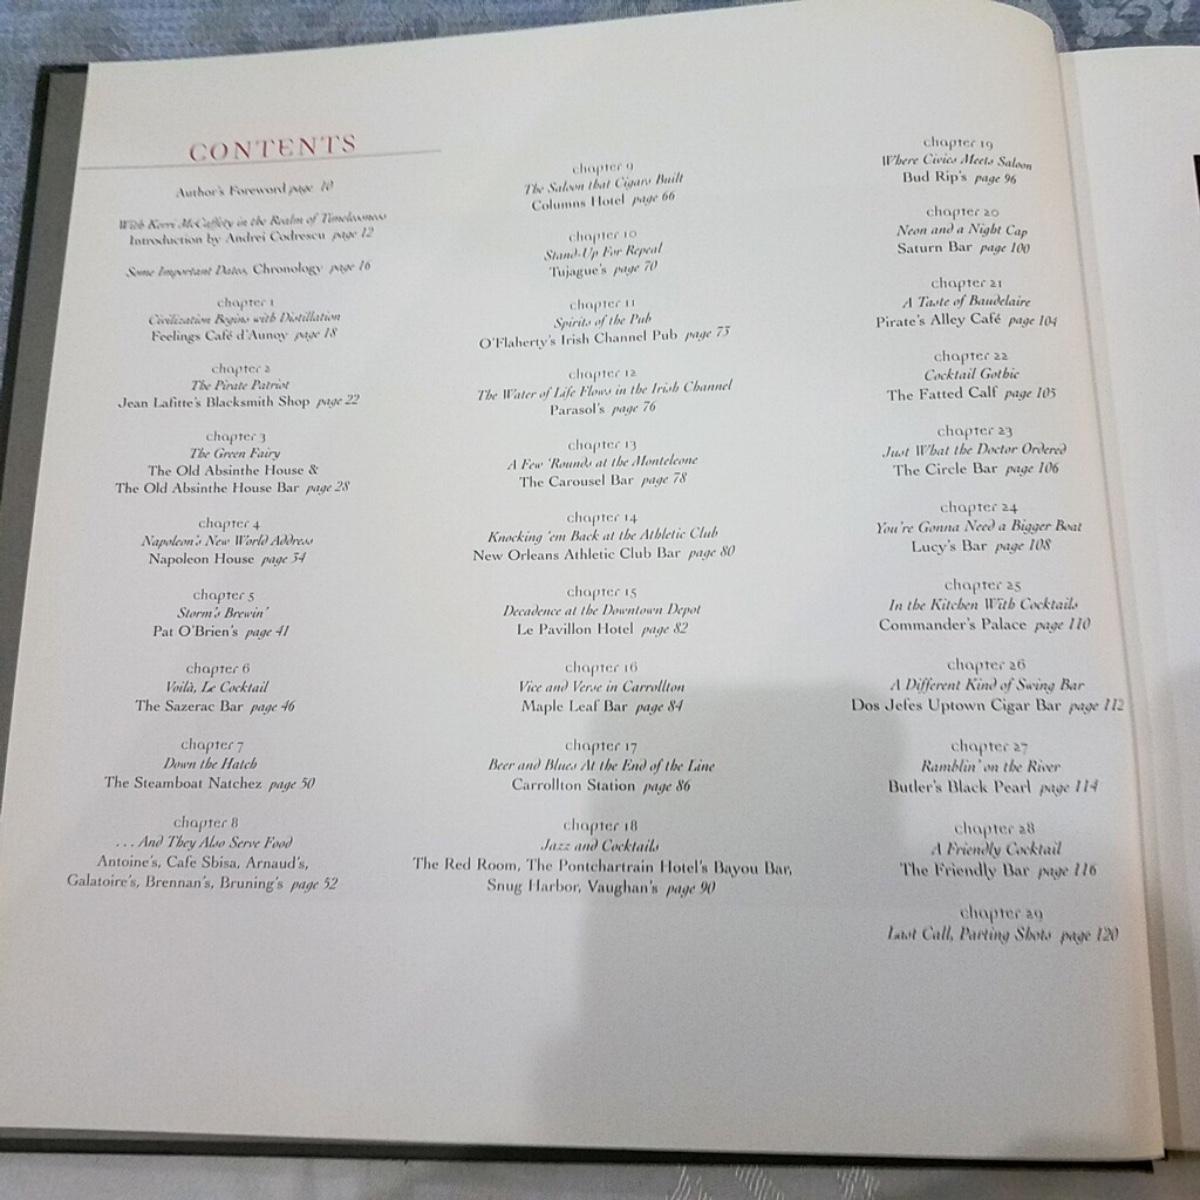 CONTENTS
Author's Foreword page 10
With Kerri McCaffety in the Realm of Timelessness
Introduction by Andrei Codrescu page 12
Some Important Dates, Chronology page 16
chapter 1
Civilization Begins with Distillation
Feelings Café d'Aunoy page 18
chapter 2
The Pirate Patriot
Jean Lafitte's Blacksmith Shop page 22
chapter 3
The Green Fairy
The Old Absinthe House &
The Old Absinthe House Bar page 28
chapter 4
Napoleon's New World Address
Napoleon House page 34
chapter 5
Storm's Brewin'
Pat O'Brien's page 41
chapter 6
Voilà, Le Cocktail
The Sazerac Bar page 46
chapter 7
Down the Hatch
The Steamboat Natchez page 50
chapter 8
. . . And They Also Serve Food
Antoine's, Cafe Sbisa, Arnaud's,
Galatoire's, Brennan's, Bruning's page 52
chapter 9
The Saloon that Cigars Built
Columns Hotel page 66
chapter 10
Stand-Up For Repeal
Tujague's page 70
chapter 11
Spirits of the Pub
O'Flaherty's Irish Channel Pub page 73
chapter 12
The Water of Life Flows in the Irish Channel
Parasol's page 76
chapter 13
A Few 'Rounds at the Monteleone
The Carousel Bar page 78
chapter 14
Knocking 'em Back at the Athletic Club
New Orleans Athletic Club Bar page 80
chapter 15
Decadence at the Downtown Depot
Le Pavillon Hotel page 82
chapter 16
Vice and Verse in Carrollton
Maple Leaf Bar page 84
chapter 17
Beer and Blues At the End of the Line
Carrollton Station page 86
chapter 18
Jazz and Cocktails
The Red Room, The Pontchartrain Hotel's Bayou Bar,
Snug Harbor, Vaughan's page 90
chapter 19
Where Civics Meets Saloon
Bud Rip's page 96
chapter 20
Neon and a Night Cap
Saturn Bar page 100
chapter 21
A Taste of Baudelaire
Pirate's Alley Café page 104
chapter 22
Cocktail Gothic
The Fatted Calf page 105
chapter 23
Just What the Doctor Ordered
The Circle Bar page 106
chapter 24
You're Gonna Need a Bigger Boat
Lucy's Bar page 108
chapter 25
In the Kitchen With Cocktails
Commander's Palace page 110
chapter 26
A Different Kind of Swing Bar
Dos Jefes Uptown Cigar Bar page 112
chapter 27
Ramblin' on the River
Butler's Black Pearl page 114
chapter 28
A Friendly Cocktail
The Friendly Bar page 116
chapter 29
Last Call, Parting Shots page 120